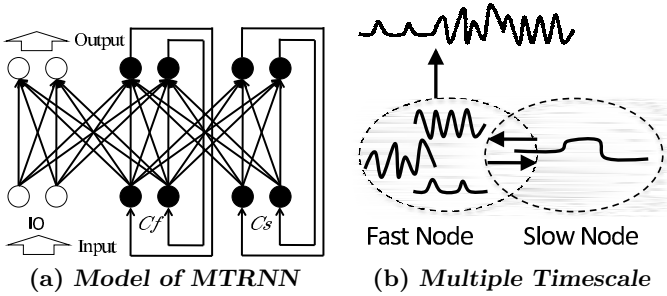 Output
IO
Cf
Cs
Input
Fast Node
Slow Node
(a) Model of MTRNN
(b) Multiple Timescale